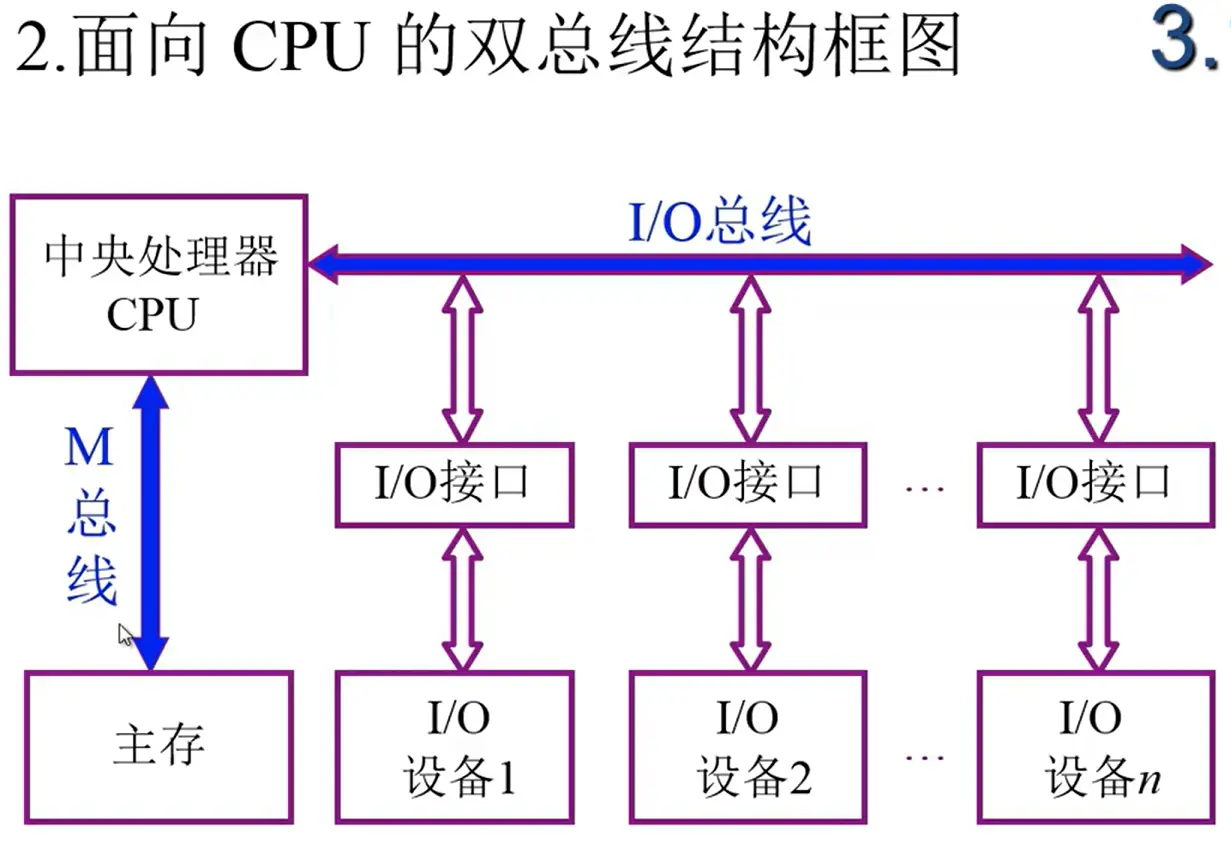 2.面向 CPU 的双总线结构框图
3.
中央处理器
CPU
I/O总线
M
总
线
I/O接口
I/O接口
…
I/O接口
主存
I/O
设备1
I/O
设备2
…
I/O
设备n